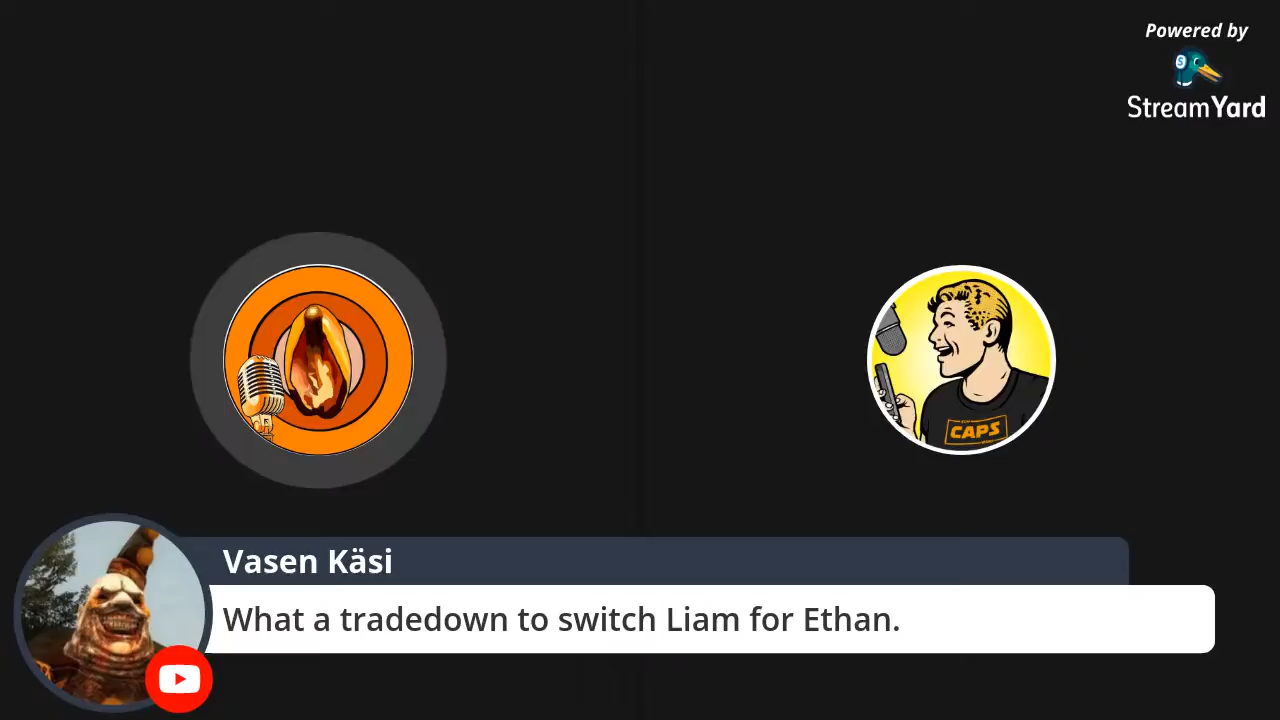 Powered by
StreamYard
CAPS
Vasen Käsi
What a tradedown to switch Liam for Ethan.